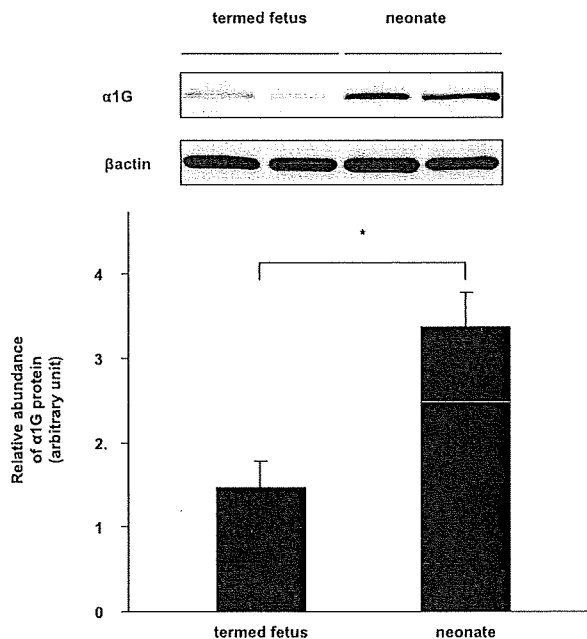 termed fetus neonate
α1G
βactin
*
4
3
2.
1
0
Relative abundance
of α1G protein
(arbitrary unit)
termed fetus neonate